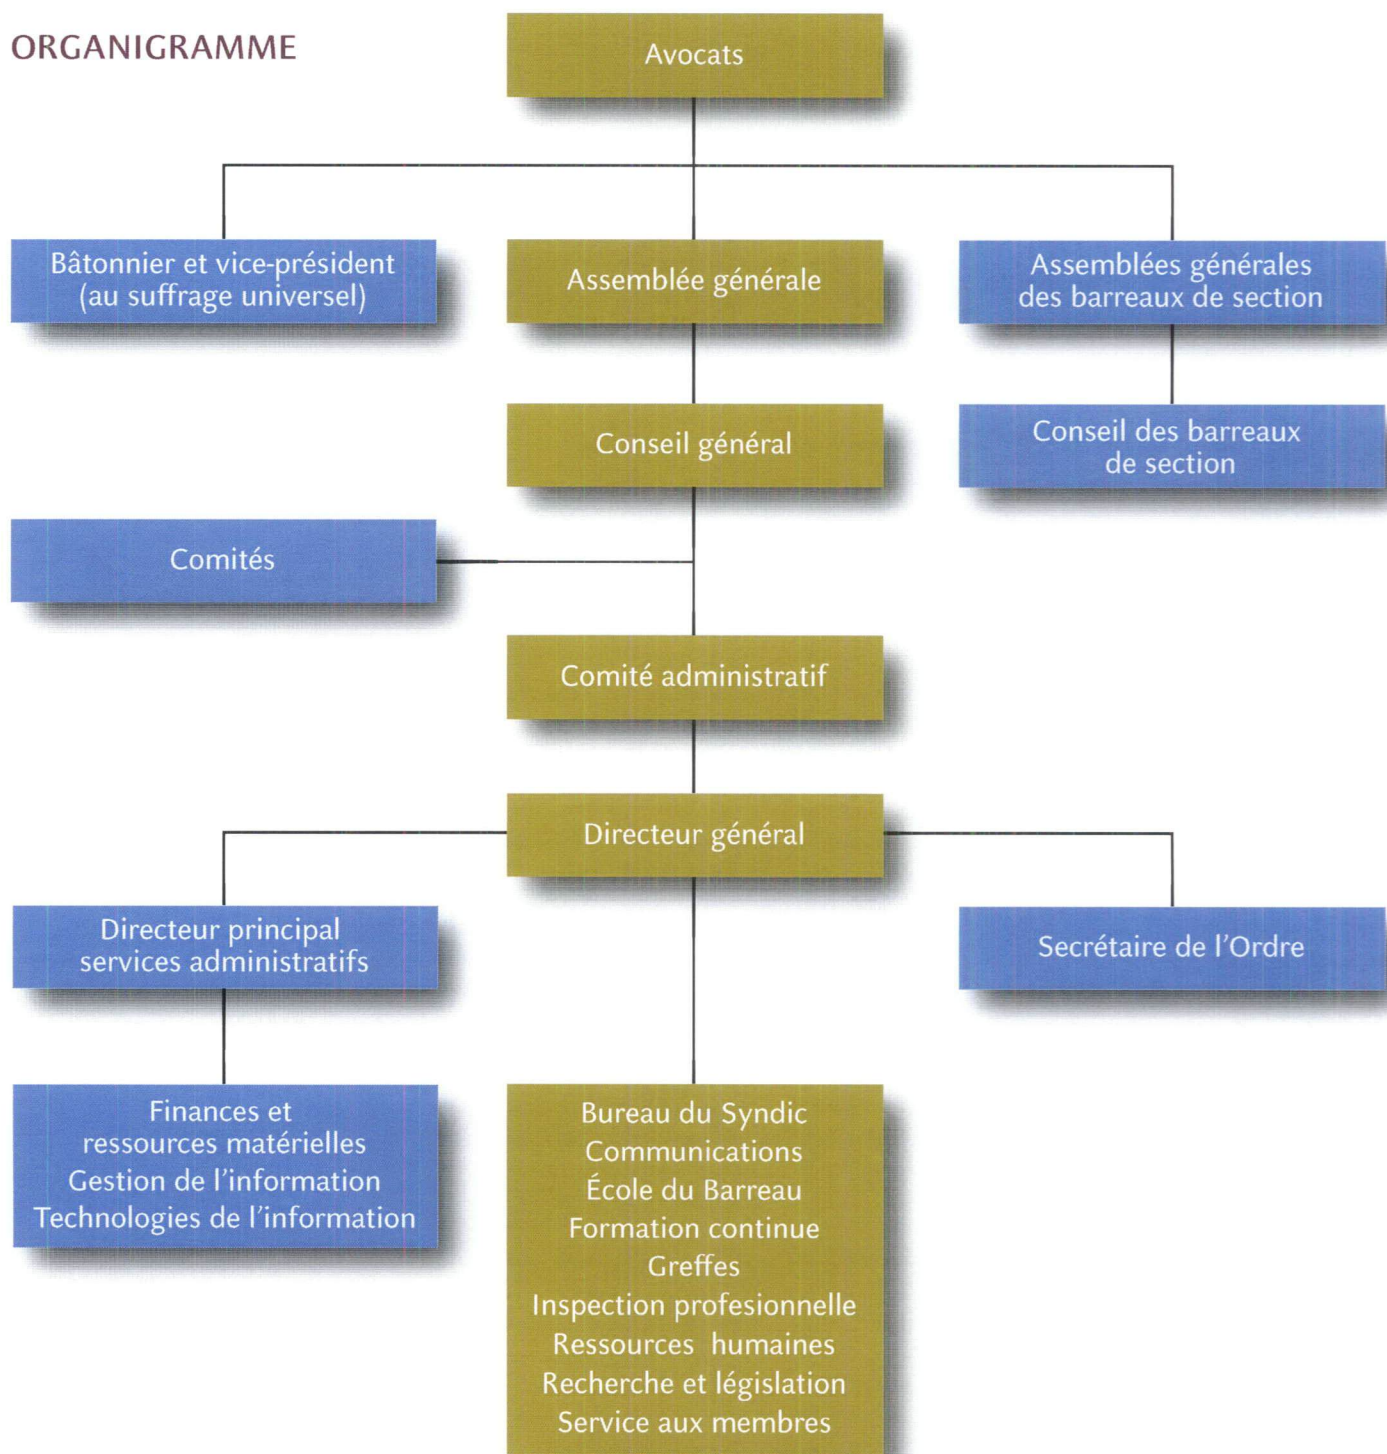 ORGANIGRAMME
Avocats
Bâtonnier et vice-président
(au suffrage universel)
Assemblée générale
Assemblées générales
des barreaux de section
Conseil général
Conseil des barreaux
de section
Comités
Comité administratif
Directeur général
Directeur principal
services administratifs
Secrétaire de l'Ordre
Finances et
ressources matérielles
Gestion de l'information
Technologies de l'information
Bureau du Syndic
Communications
École du Barreau
Formation continue
Greffes
Inspection profesionnelle
Ressources humaines
Recherche et législation
Service aux membres